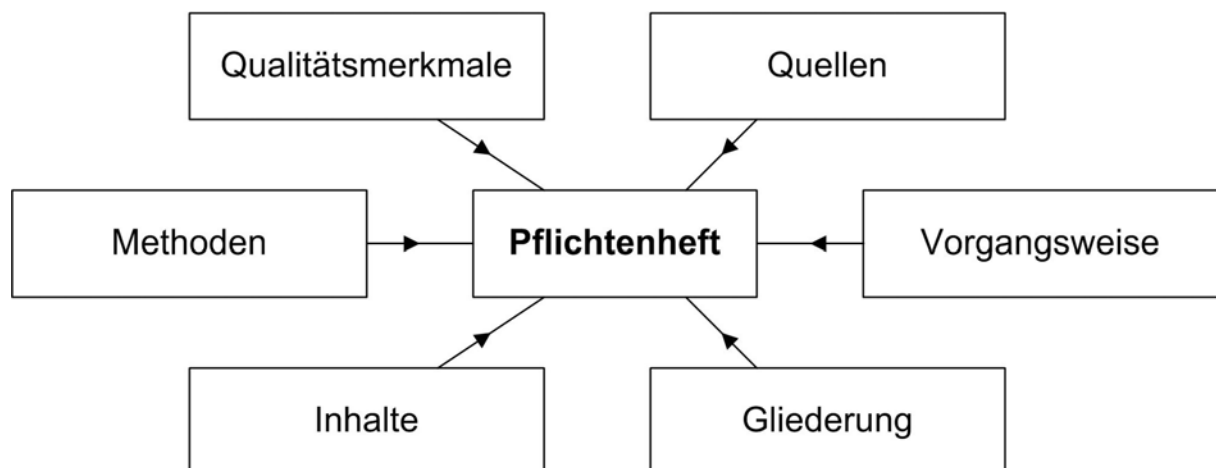 Qualitätsmerkmale
Quellen
Methoden
Pflichtenheft
Vorgangsweise
Inhalte
Gliederung